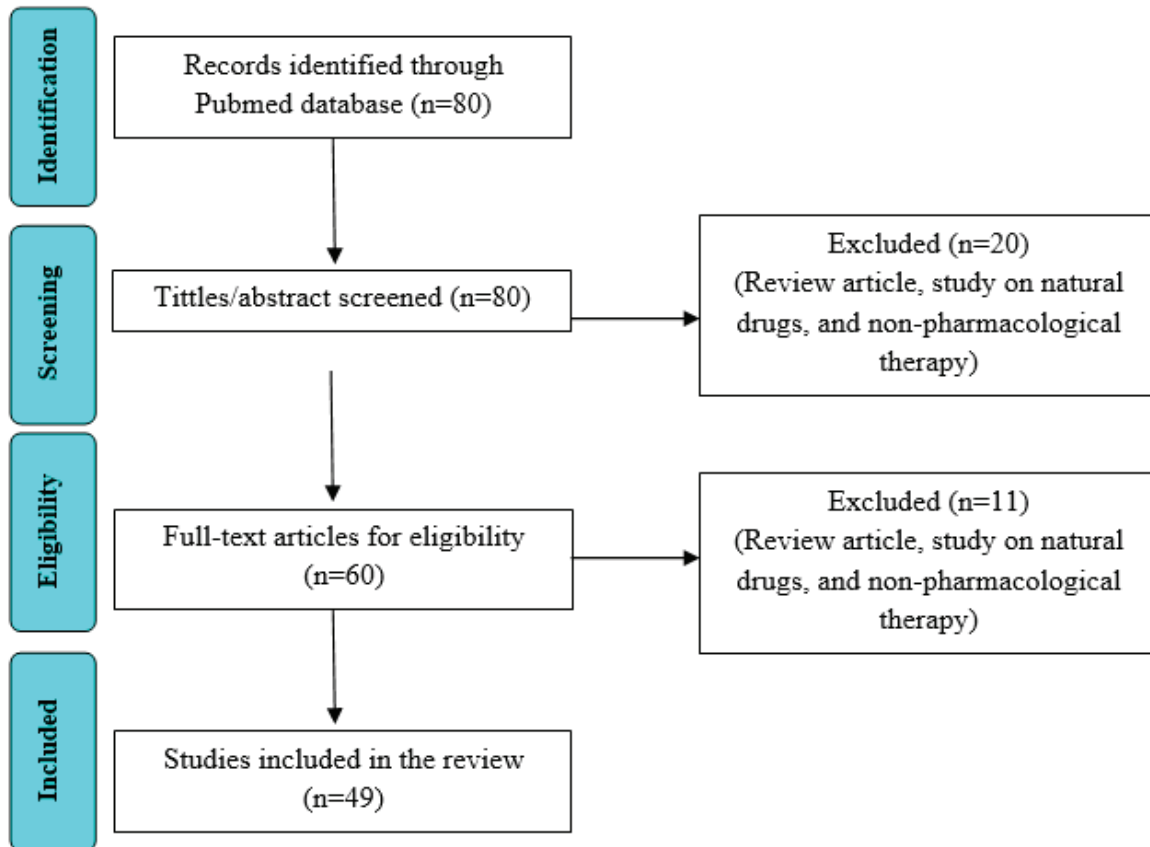 Identification
Records identified through
Pubmed database (n=80)
Screening
Tittles/abstract screened (n=80)
Excluded (n=20)
(Review article, study on natural
drugs, and non-pharmacological
therapy)
Eligibility
Full-text articles for eligibility
(n=60)
Excluded (n=11)
(Review article, study on natural
drugs, and non-pharmacological
therapy)
Included
Studies included in the review
(n=49)